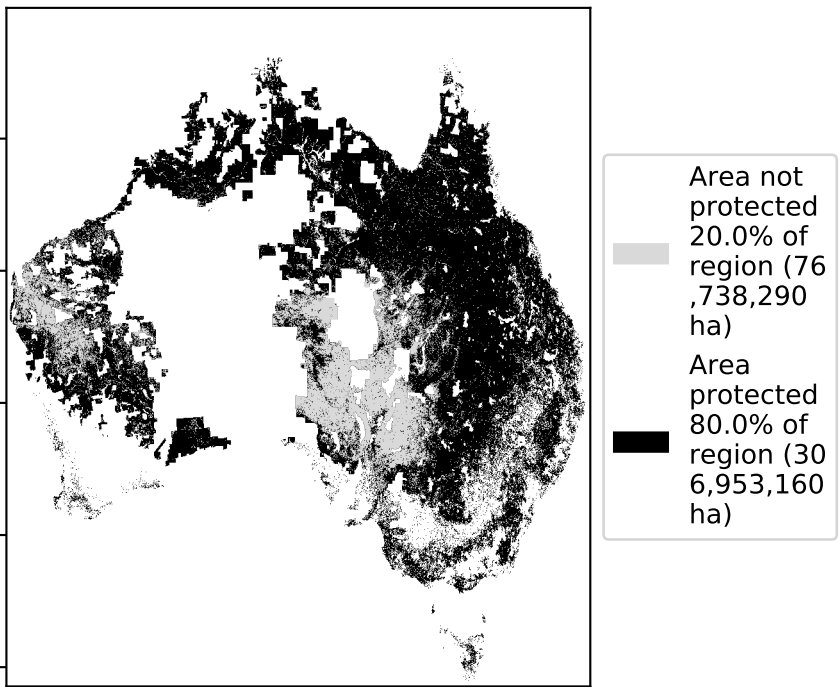 Area not
protected
20.0% of
region (76
,738,290
ha)
Area
protected
80.0% of
region (30
6,953,160
ha)